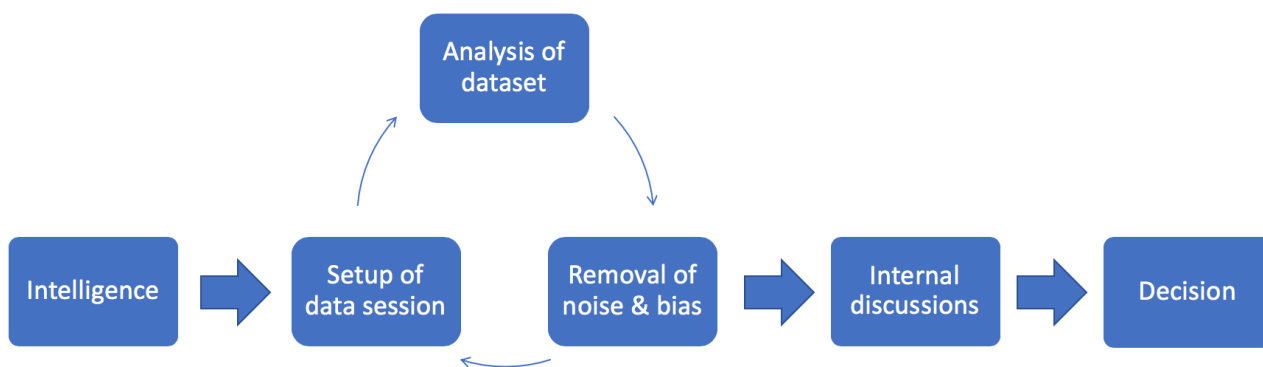 Analysis of
dataset
Intelligence
Setup of
data session
Removal of
noise & bias
Internal
discussions
Decision